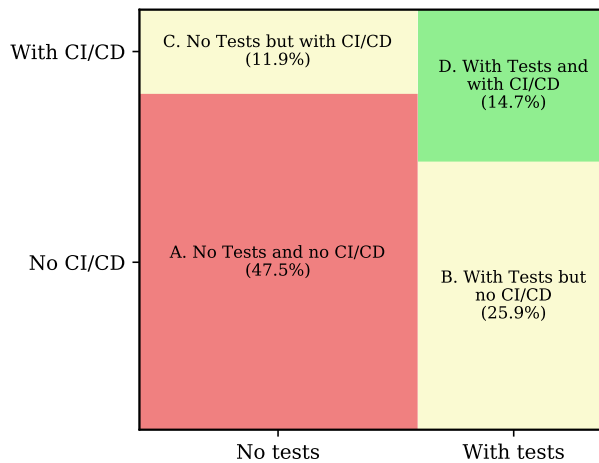 With CI/CD
C. No Tests but with CI/CD
(11.9%)
D. With Tests and
with CI/CD
(14.7%)
No CI/CD
A. No Tests and no CI/CD
(47.5%)
B. With Tests but
no CI/CD
(25.9%)
No tests
With tests